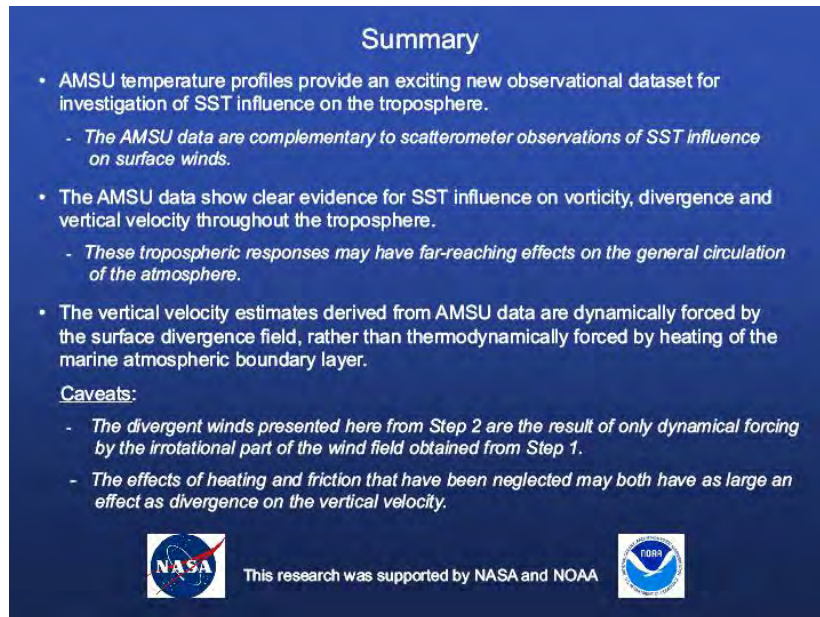 Summary
• AMSU temperature profiles provide an exciting new observational dataset for
investigation of SST influence on the troposphere.
- The AMSU data are complementary to scatterometer observations of SST influence
on surface winds.
• The AMSU data show clear evidence for SST influence on vorticity, divergence and
vertical velocity throughout the troposphere.
- These tropospheric responses may have far-reaching effects on the general circulation
of the atmosphere.
• The vertical velocity estimates derived from AMSU data are dynamically forced by
the surface divergence field, rather than thermodynamically forced by heating of the
marine atmospheric boundary layer.
Caveats:
- The divergent winds presented here from Step 2 are the result of only dynamical forcing
by the irrotational part of the wind field obtained from Step 1.
- The effects of heating and friction that have been neglected may both have as large an
effect as divergence on the vertical velocity.
NASA
This research was supported by NASA and NOAA
NOAA